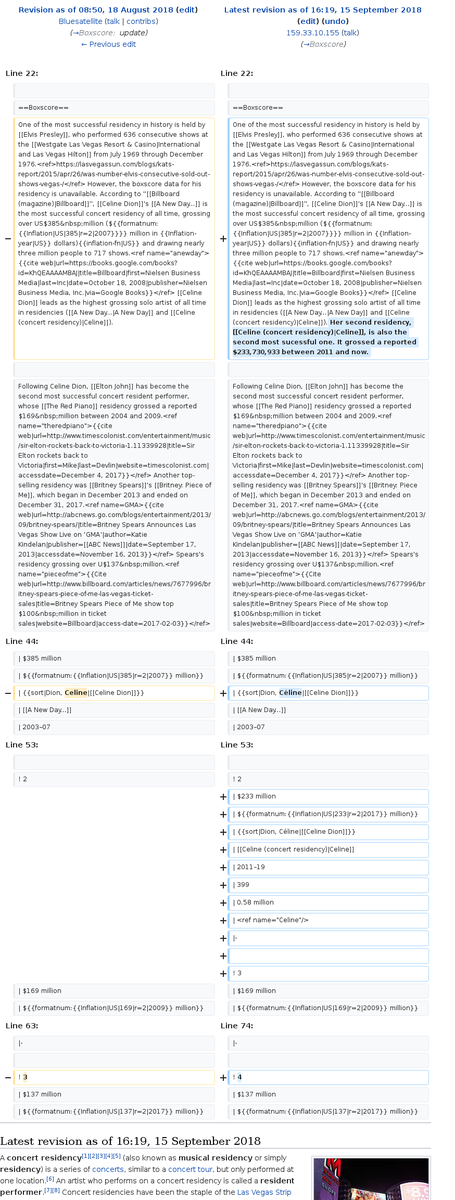 Revision as of 08:50, 18 August 2018 (edit)
Bluesatellite (talk | contribs)
(→Boxscore: update)
← Previous edit
Latest revision as of 16:19, 15 September 2018
(edit) (undo)
159.33.10.155 (talk)
(→Boxscore)
Line 22:
Line 22:
==Boxscore==
==Boxscore==
−
One of the most successful residency in history is held by
[[Elvis Presley]], who performed 636 consecutive shows at
the [[Westgate Las Vegas Resort & Casino|International
and Las Vegas Hilton]] from July 1969 through December
1976.<ref>https://lasvegassun.com/blogs/kats-
report/2015/apr/26/was-number-elvis-consecutive-sold-out-
shows-vegas-/</ref> However, the boxscore data for his
residency is unavailable. According to ''[[Billboard
(magazine)|Billboard]]'', [[Celine Dion]]'s [[A New Day...]] is
the most successful concert residency of all time, grossing
over US$385&nbsp;million (${{formatnum:
{{Inflation|US|385|r=2|2007}}}} million in {{Inflation-
year|US}} dollars){{inflation-fn|US}} and drawing nearly
three million people to 717 shows.<ref name="aneweday">
{{cite web|url=https://books.google.com/books?
id=KhQEAAAAMBAJ|title=Billboard|first=Nielsen Business
Media|last=Inc|date=October 18, 2008|publisher=Nielsen
Business Media, Inc.|via=Google Books}}</ref> [[Celine
Dion]] leads as the highest grossing solo artist of all time
in residencies ([[A New Day...|A New Day]] and [[Celine
(concert residency)|Celine]]).
+
One of the most successful residency in history is held by
[[Elvis Presley]], who performed 636 consecutive shows at
the [[Westgate Las Vegas Resort & Casino|International
and Las Vegas Hilton]] from July 1969 through December
1976.<ref>https://lasvegassun.com/blogs/kats-
report/2015/apr/26/was-number-elvis-consecutive-sold-out-
shows-vegas-/</ref> However, the boxscore data for his
residency is unavailable. According to ''[[Billboard
(magazine)|Billboard]]'', [[Celine Dion]]'s [[A New Day...]] is
the most successful concert residency of all time, grossing
over US$385&nbsp;million (${{formatnum:
{{Inflation|US|385|r=2|2007}}}} million in {{Inflation-
year|US}} dollars){{inflation-fn|US}} and drawing nearly
three million people to 717 shows.<ref name="aneweday">
{{cite web|url=https://books.google.com/books?
id=KhQEAAAAMBAJ|title=Billboard|first=Nielsen Business
Media|last=Inc|date=October 18, 2008|publisher=Nielsen
Business Media, Inc.|via=Google Books}}</ref> [[Celine
Dion]] leads as the highest grossing solo artist of all time
in residencies ([[A New Day...|A New Day]] and [[Celine
(concert residency)|Celine]]). Her second residency,
[[Celine (concert residency)|Celine]], is also the
second most sucessful one. It grossed a reported
$233,730,933 between 2011 and now.
Following Celine Dion, [[Elton John]] has become the
second most successful concert resident performer,
whose [[The Red Piano]] residency grossed a reported
$169&nbsp;million between 2004 and 2009.<ref
name="theredpiano">{{cite
web|url=http://www.timescolonist.com/entertainment/music
/sir-elton-rockets-back-to-victoria-1.11339928|title=Sir
Elton rockets back to
Victoria|first=Mike|last=Devlin|website=timescolonist.com|
accessdate=December 4, 2017}}</ref> Another top-
selling residency was [[Britney Spears]]'s [[Britney Piece of
Me]], which began in December 2013 and ended on
December 31, 2017.<ref name=GMA>{{cite
web|url=http://abcnews.go.com/blogs/entertainment/2013/
09/britney-spears/|title=Britney Spears Announces Las
Vegas Show Live on 'GMA'|author=Katie
Kindelan|publisher=[[ABC News]]|date=September 17,
2013|accessdate=November 16, 2013}}</ref> Spears's
residency grossing over U$137&nbsp;million.<ref
name="pieceofme">{{Cite
web|url=http://www.billboard.com/articles/news/7677996/br
itney-spears-piece-of-me-las-vegas-ticket-
sales|title=Britney Spears Piece of Me show top
$100&nbsp;million in ticket
sales|website=Billboard|access-date=2017-02-03}}</ref>
Following Celine Dion, [[Elton John]] has become the
second most successful concert resident performer,
whose [[The Red Piano]] residency grossed a reported
$169&nbsp;million between 2004 and 2009.<ref
name="theredpiano">{{cite
web|url=http://www.timescolonist.com/entertainment/music
/sir-elton-rockets-back-to-victoria-1.11339928|title=Sir
Elton rockets back to
Victoria|first=Mike|last=Devlin|website=timescolonist.com|
accessdate=December 4, 2017}}</ref> Another top-
selling residency was [[Britney Spears]]'s [[Britney Piece of
Me]], which began in December 2013 and ended on
December 31, 2017.<ref name=GMA>{{cite
web|url=http://abcnews.go.com/blogs/entertainment/2013/
09/britney-spears/|title=Britney Spears Announces Las
Vegas Show Live on 'GMA'|author=Katie
Kindelan|publisher=[[ABC News]]|date=September 17,
2013|accessdate=November 16, 2013}}</ref> Spears's
residency grossing over U$137&nbsp;million.<ref
name="pieceofme">{{Cite
web|url=http://www.billboard.com/articles/news/7677996/br
itney-spears-piece-of-me-las-vegas-ticket-
sales|title=Britney Spears Piece of Me show top
$100&nbsp;million in ticket
sales|website=Billboard|access-date=2017-02-03}}</ref>
Line 44:
Line 44:
| $385 million
| $385 million
| ${{formatnum: {{Inflation|US|385|r=2|2007}} million}}
| ${{formatnum: {{Inflation|US|385|r=2|2007}} million}}
− | {{sort|Dion, Celine|[[Celine Dion]]}}
+ | {{sort|Dion, Céline|[[Celine Dion]]}}
| [[A New Day...]]
| [[A New Day...]]
| 2003–07
| 2003–07
Line 53:
Line 53:
! 2
! 2
+ | $233 million
+ | ${{formatnum: {{Inflation|US|233|r=2|2017}} million}}
+ | {{sort|Dion, Céline|[[Celine Dion]]}}
+ | [[Celine (concert residency)|Celine]]
+ | 2011–19
+ | 399
+ | 0.58 million
+ | <ref name="Celine"/>
+ |-
+
+ ! 3
| $169 million
| $169 million
| ${{formatnum: {{Inflation|US|169|r=2|2009}} million}}
| ${{formatnum: {{Inflation|US|169|r=2|2009}} million}}
Line 63:
Line 74:
|-
|-
− ! 3
+ ! 4
| $137 million
| $137 million
| ${{formatnum: {{Inflation|US|137|r=2|2017}} million}}
| ${{formatnum: {{Inflation|US|137|r=2|2017}} million}}
Latest revision as of 16:19, 15 September 2018
A concert residency[1][2][3][4][5] (also known as musical residency or simply
residency) is a series of concerts, similar to a concert tour, but only performed at
one location.[6] An artist who performs on a concert residency is called a resident
performer.[7][8] Concert residencies have been the staple of the Las Vegas Strip